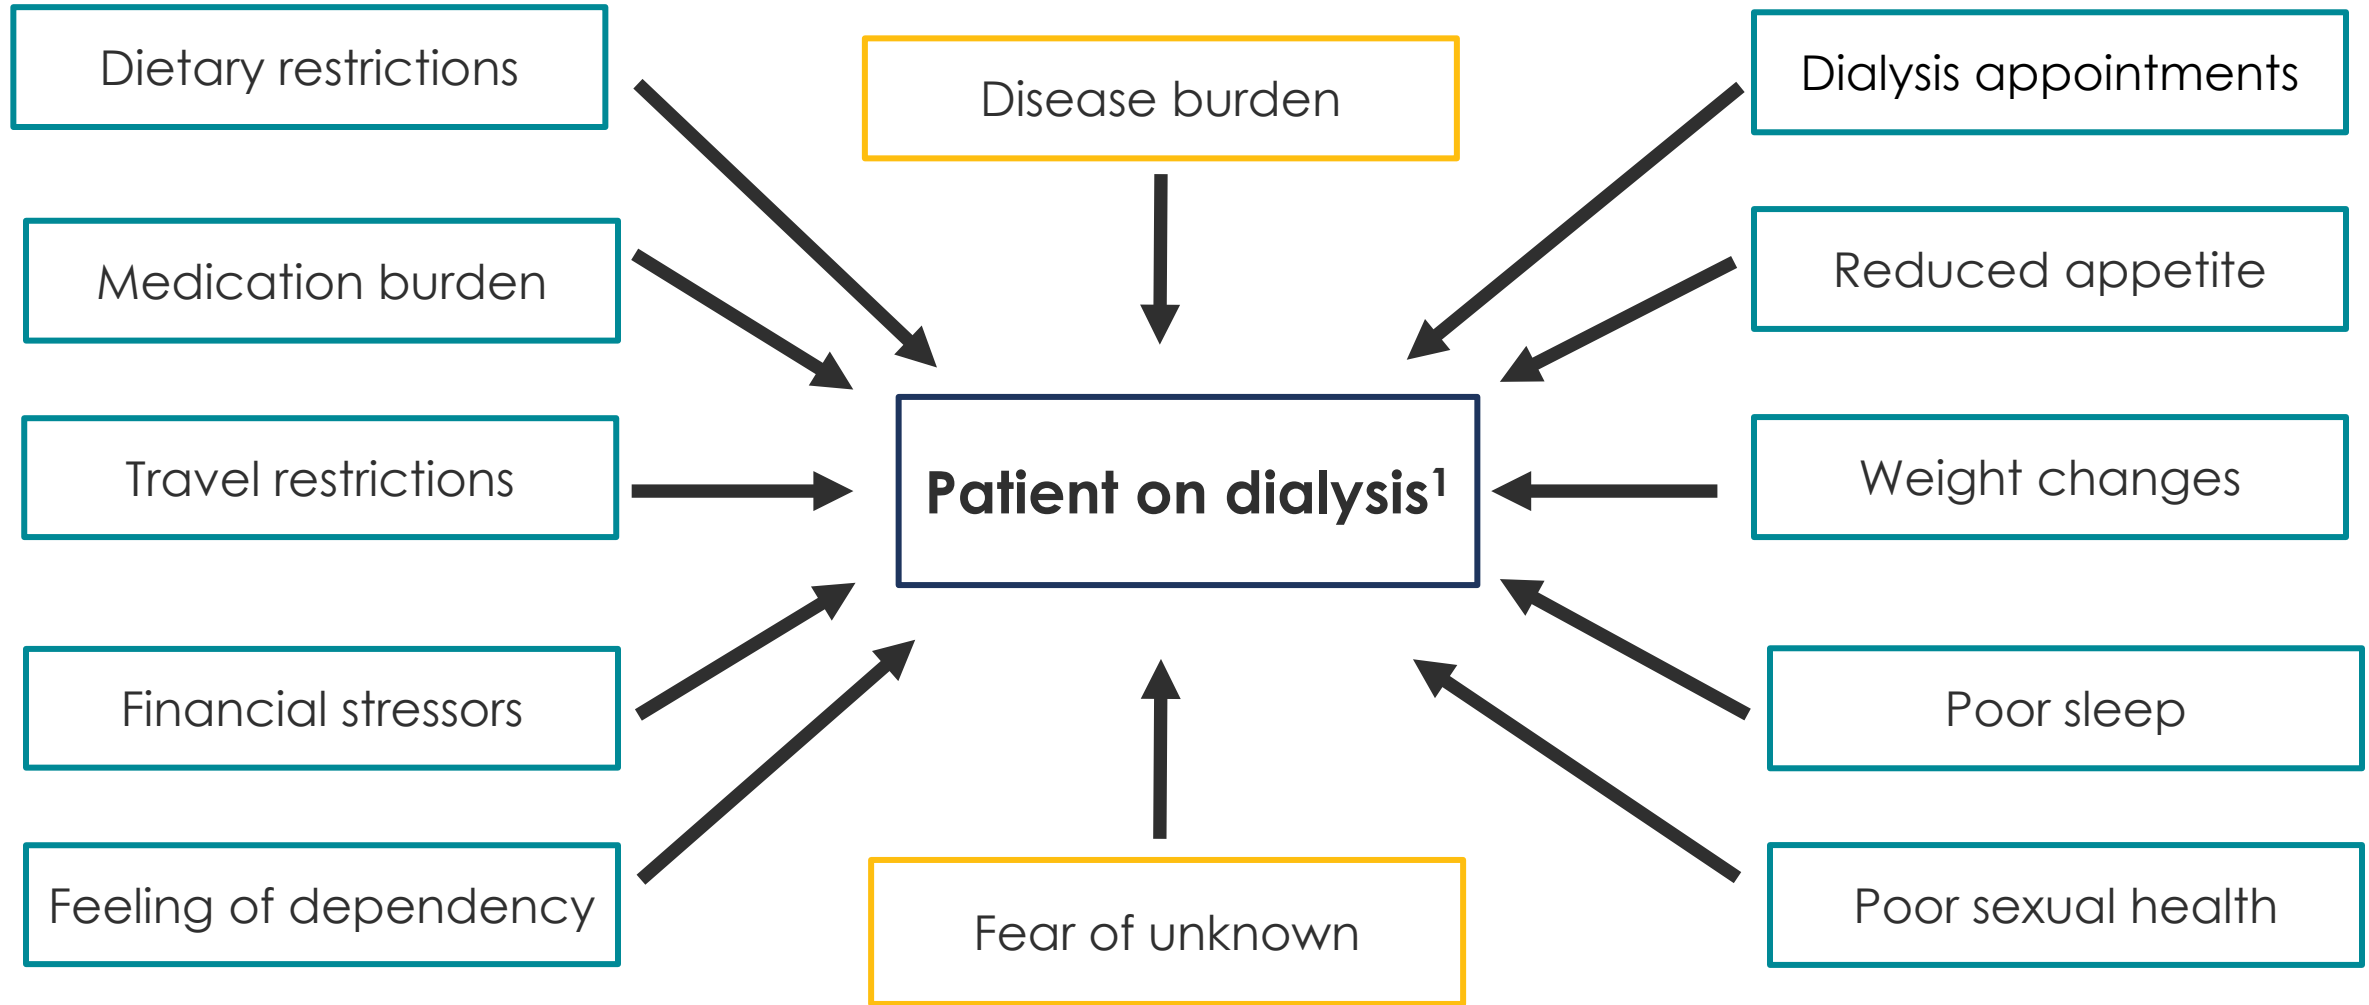 Dietary restrictions
Disease burden
Dialysis appointments
Medication burden
Reduced appetite
Travel restrictions
Patient on dialysis¹
Weight changes
Financial stressors
Poor sleep
Feeling of dependency
Fear of unknown
Poor sexual health